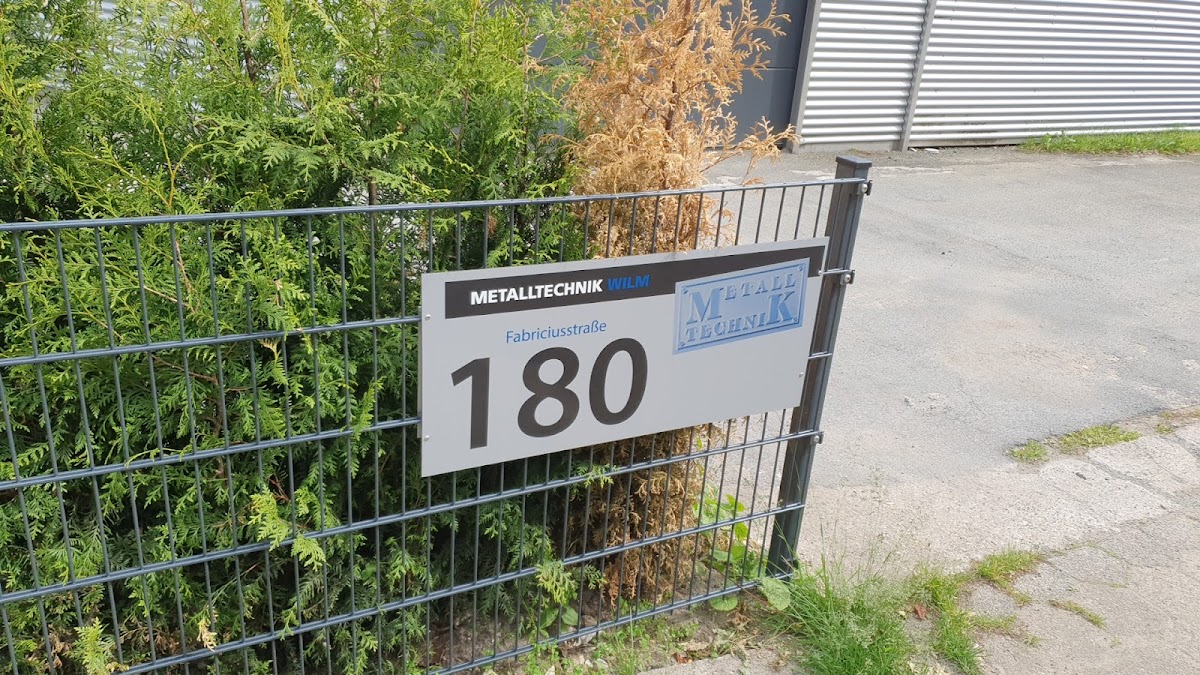 METALLTECHNIK WILM
METALL
TECHNIK
Fabriciusstraße
180